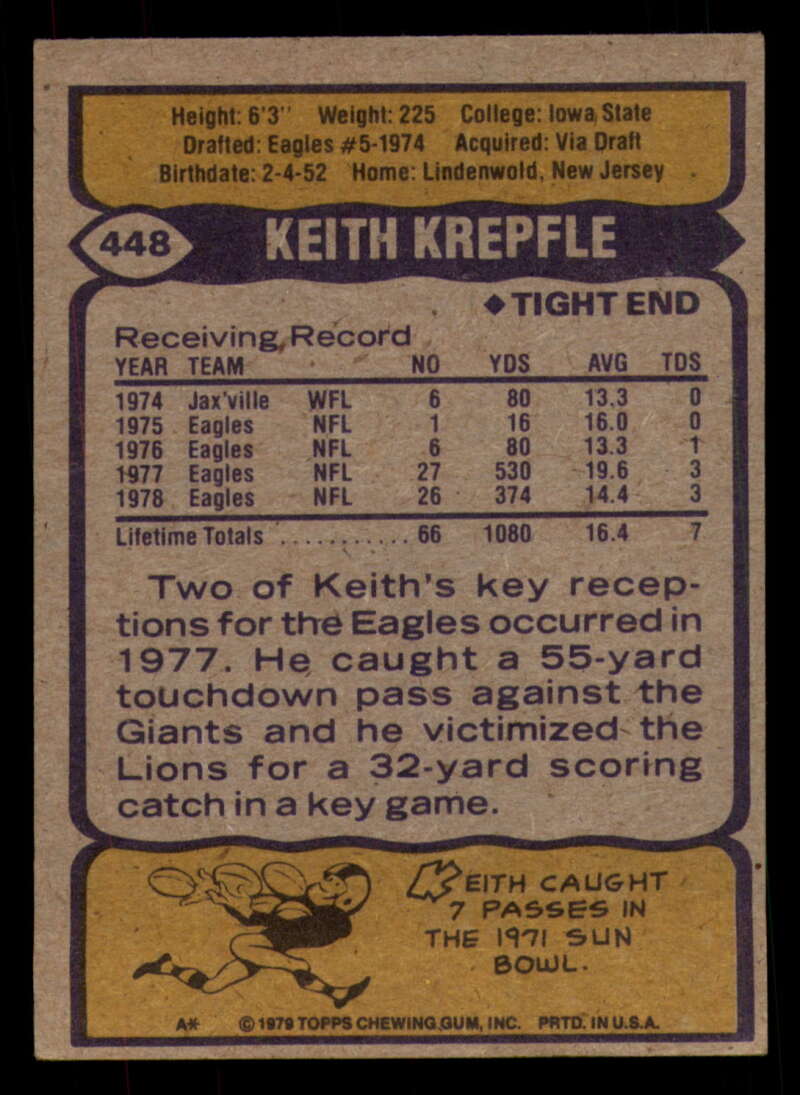 Height: 6'3" Weight: 225 College: Iowa State
Drafted: Eagles #5-1974 Acquired: Via Draft
Birthdate: 2-4-52 Home: Lindenwold, New Jersey
448 KEITH KREPFLE
◆TIGHT END
Receiving Record
YEAR TEAM NO YDS AVG TDS
1974 Jax'ville WFL 6 80 13.3 0
1975 Eagles NFL 1 16 16.0 0
1976 Eagles NFL 6 80 13.3 1
1977 Eagles NFL 27 530 19.6 3
1978 Eagles NFL 26 374 14.4 3
Lifetime Totals ........... 66 1080 16.4 7
Two of Keith's key recep-
tions for the Eagles occurred in
1977. He caught a 55-yard
touchdown pass against the
Giants and he victimized the
Lions for a 32-yard scoring
catch in a key game.
KEITH CAUGHT
7 PASSES IN
THE 1971 SUN
BOWL.
A* © 1979 TOPPS CHEWING GUM, INC. PRTD. IN U.S.A.